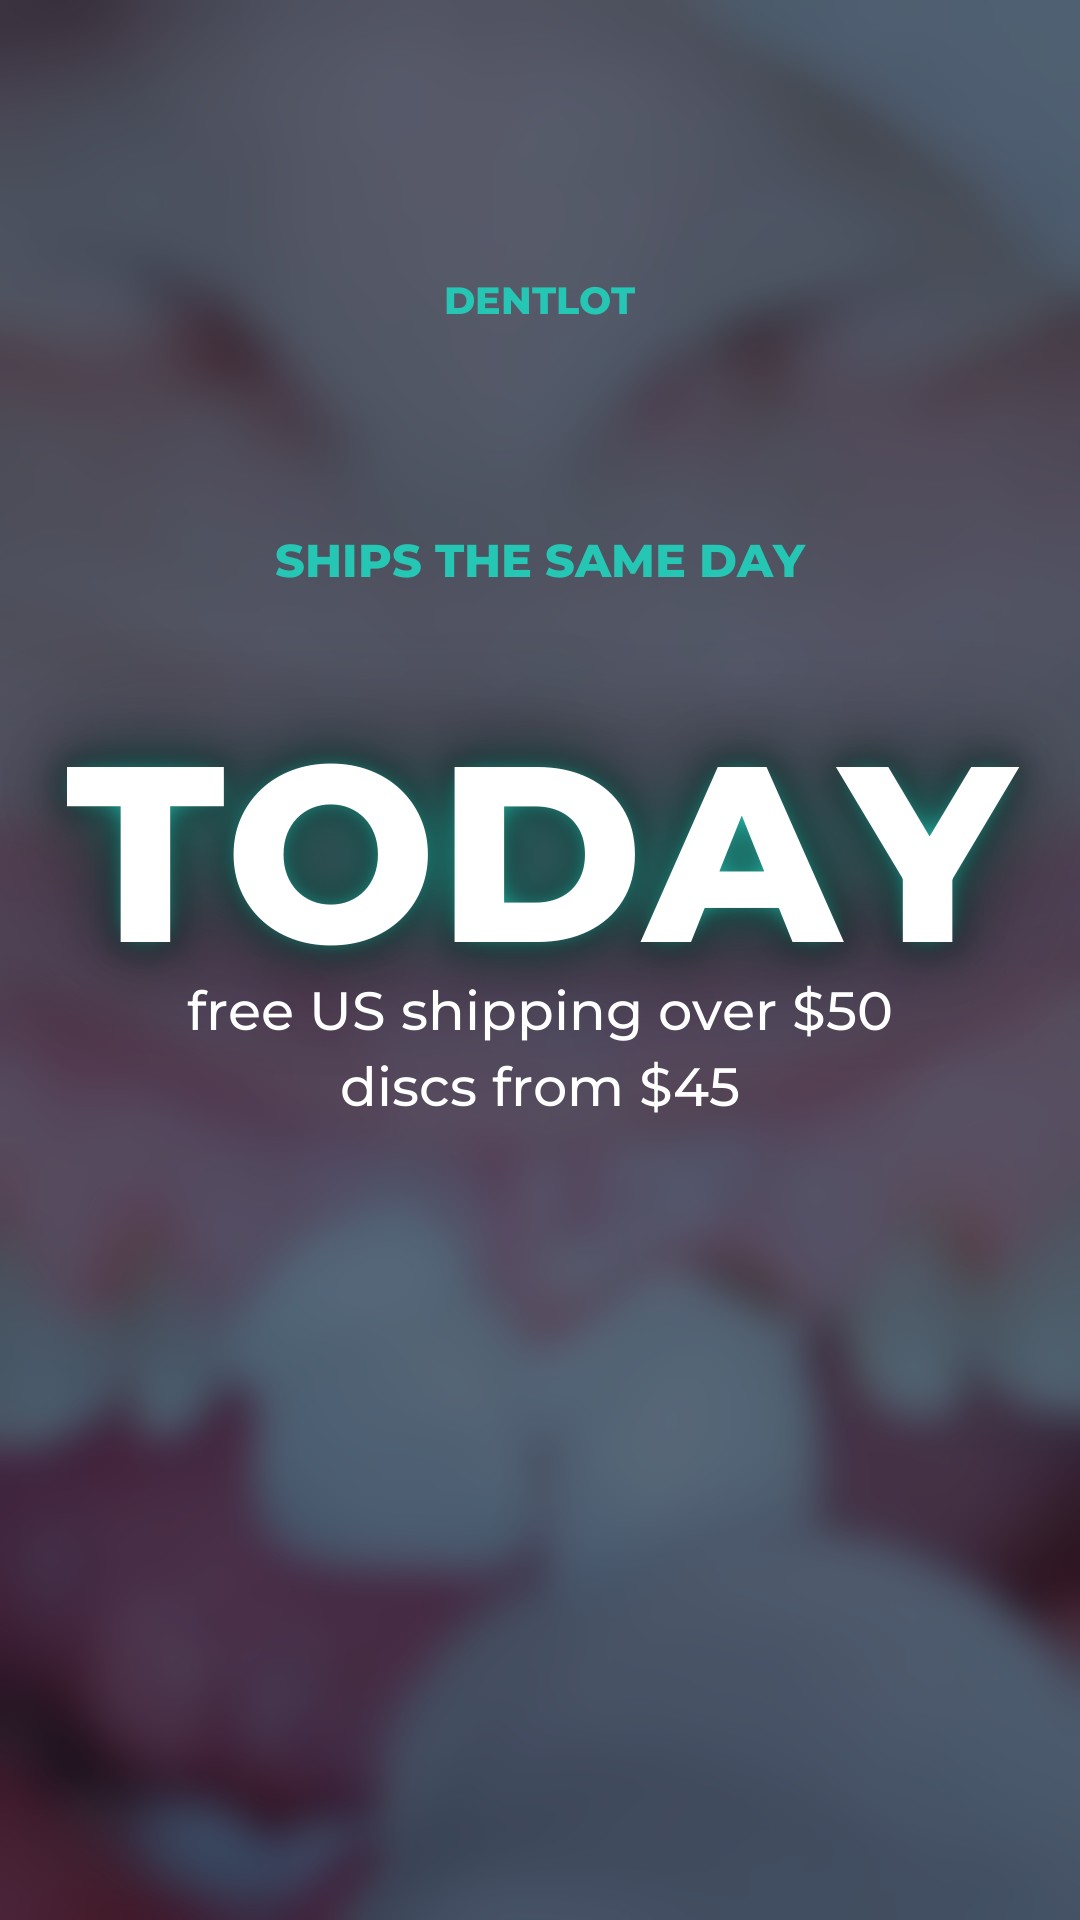 DENTLOT
SHIPS THE SAME DAY
TODAY
free US shipping over $50
discs from $45